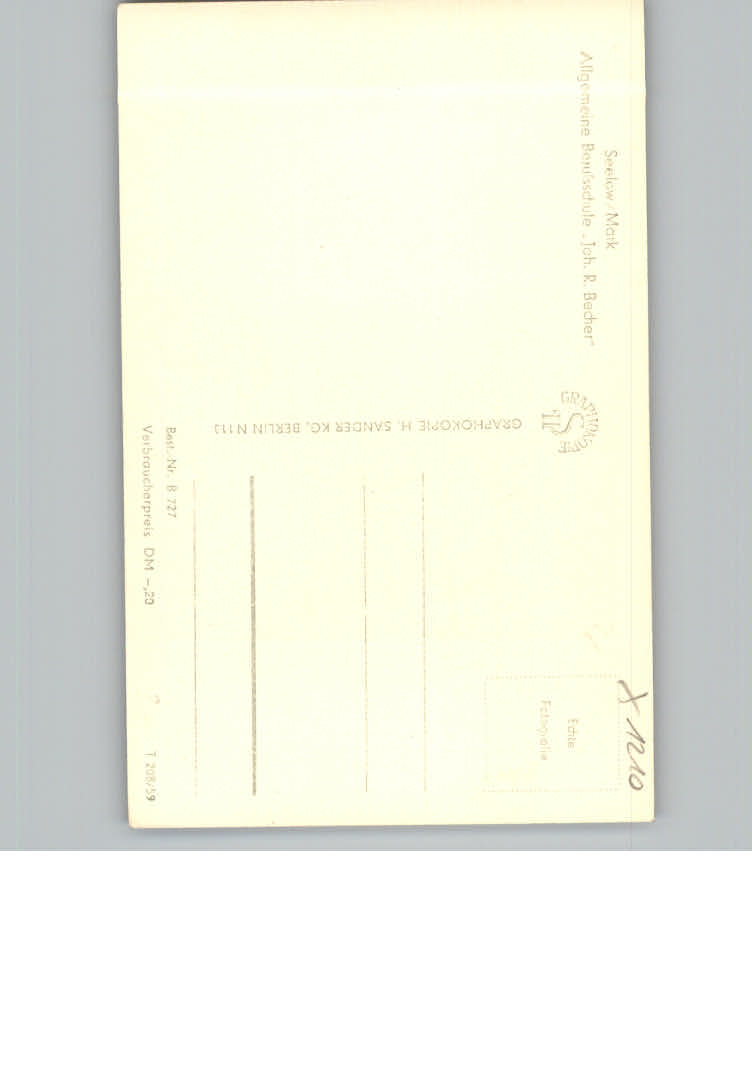 Seelow/Mark
Allgemeine Berufsschule „Joh. R. Becher"
GRAPHOKOPIE H. SANDER KG, BERLIN N 113
Echte
Fotografie
X 1210
Best.-Nr. B 727
Verbraucherpreis DM -,20
T 208/59